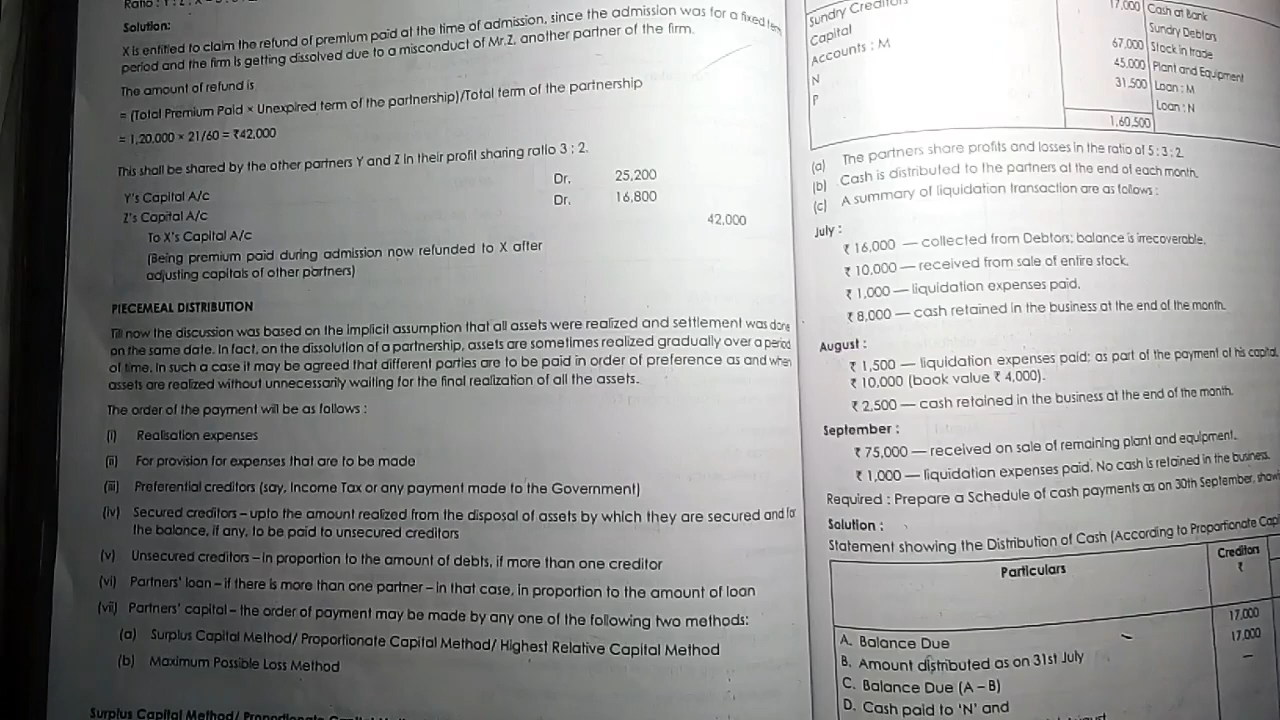 Ratio : Y : Z : X =
Solution:
X is entitled to claim the refund of premium paid at the time of admission, since the admission was for a fixed term
period and the firm is getting dissolved due to a misconduct of Mr.Z, another partner of the firm.
The amount of refund is
= (Total Premium Paid × Unexpired term of the partnership)/Total term of the partnership
= 1,20,000 × 21/60 = ₹42,000
This shall be shared by the other partners Y and Z in their profit sharing ratio 3 : 2.
Y's Capital A/c Dr. 25,200
Z's Capital A/c Dr. 16,800
To X's Capital A/c 42,000
(Being premium paid during admission now refunded to X after
adjusting capitals of other partners)
PIECEMEAL DISTRIBUTION
Till now the discussion was based on the implicit assumption that all assets were realized and settlement was done
on the same date. In fact, on the dissolution of a partnership, assets are sometimes realized gradually over a period
of time. In such a case it may be agreed that different parties are to be paid in order of preference as and when
assets are realized without unnecessarily waiting for the final realization of all the assets.
The order of the payment will be as follows :
(i) Realisation expenses
(ii) For provision for expenses that are to be made
(iii) Preferential creditors (say, Income Tax or any payment made to the Government)
(iv) Secured creditors – upto the amount realized from the disposal of assets by which they are secured and for
the balance, if any, to be paid to unsecured creditors
(v) Unsecured creditors – in proportion to the amount of debts, if more than one creditor
(vi) Partners' loan – if there is more than one partner – in that case, in proportion to the amount of loan
(vii) Partners' capital – the order of payment may be made by any one of the following two methods:
(a) Surplus Capital Method/ Proportionate Capital Method/ Highest Relative Capital Method
(b) Maximum Possible Loss Method
Surplus Capital Method/
Sundry Creditors 17,000 Cash at Bank
Capital Sundry Debtors
Accounts : M 67,000 Stock in trade
N 45,000 Plant and Equipment
P 31,500 Loan : M
Loan : N
1,60,500
(a) The partners share profits and losses in the ratio of 5 : 3 : 2
(b) Cash is distributed to the partners at the end of each month.
(c) A summary of liquidation transaction are as follows :
July :
₹ 16,000 — collected from Debtors; balance is irrecoverable.
₹ 10,000 — received from sale of entire stock.
₹ 1,000 — liquidation expenses paid.
₹ 8,000 — cash retained in the business at the end of the month.
August :
₹ 1,500 — liquidation expenses paid; as part of the payment of his capital
₹ 10,000 (book value ₹ 4,000).
₹ 2,500 — cash retained in the business at the end of the month.
September :
₹ 75,000 — received on sale of remaining plant and equipment.
₹ 1,000 — liquidation expenses paid. No cash is retained in the business.
Required : Prepare a Schedule of cash payments as on 30th September, show
Solution :
Statement showing the Distribution of Cash (According to Proportionate Cap
Particulars Creditors
₹
A. Balance Due 17,000
B. Amount distributed as on 31st July 17,000
C. Balance Due (A – B) —
D. Cash paid to 'N' and